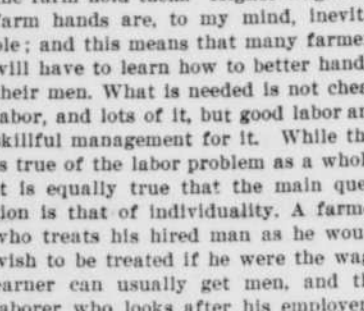 farm hands are, to my mind, inevit
ble; and this means that many farme
will have to learn how to better hand
their men. What is needed is not chea
labor, and lots of it, but good labor an
skillful management for it. While th
s true of the labor problem as a whol
t is equally true that the main que
tion is that of individuality. A farm
who treats his hired man as he wou
wish to be treated if he were the wag
earner can usually get men, and th
laborer who looks after his employer